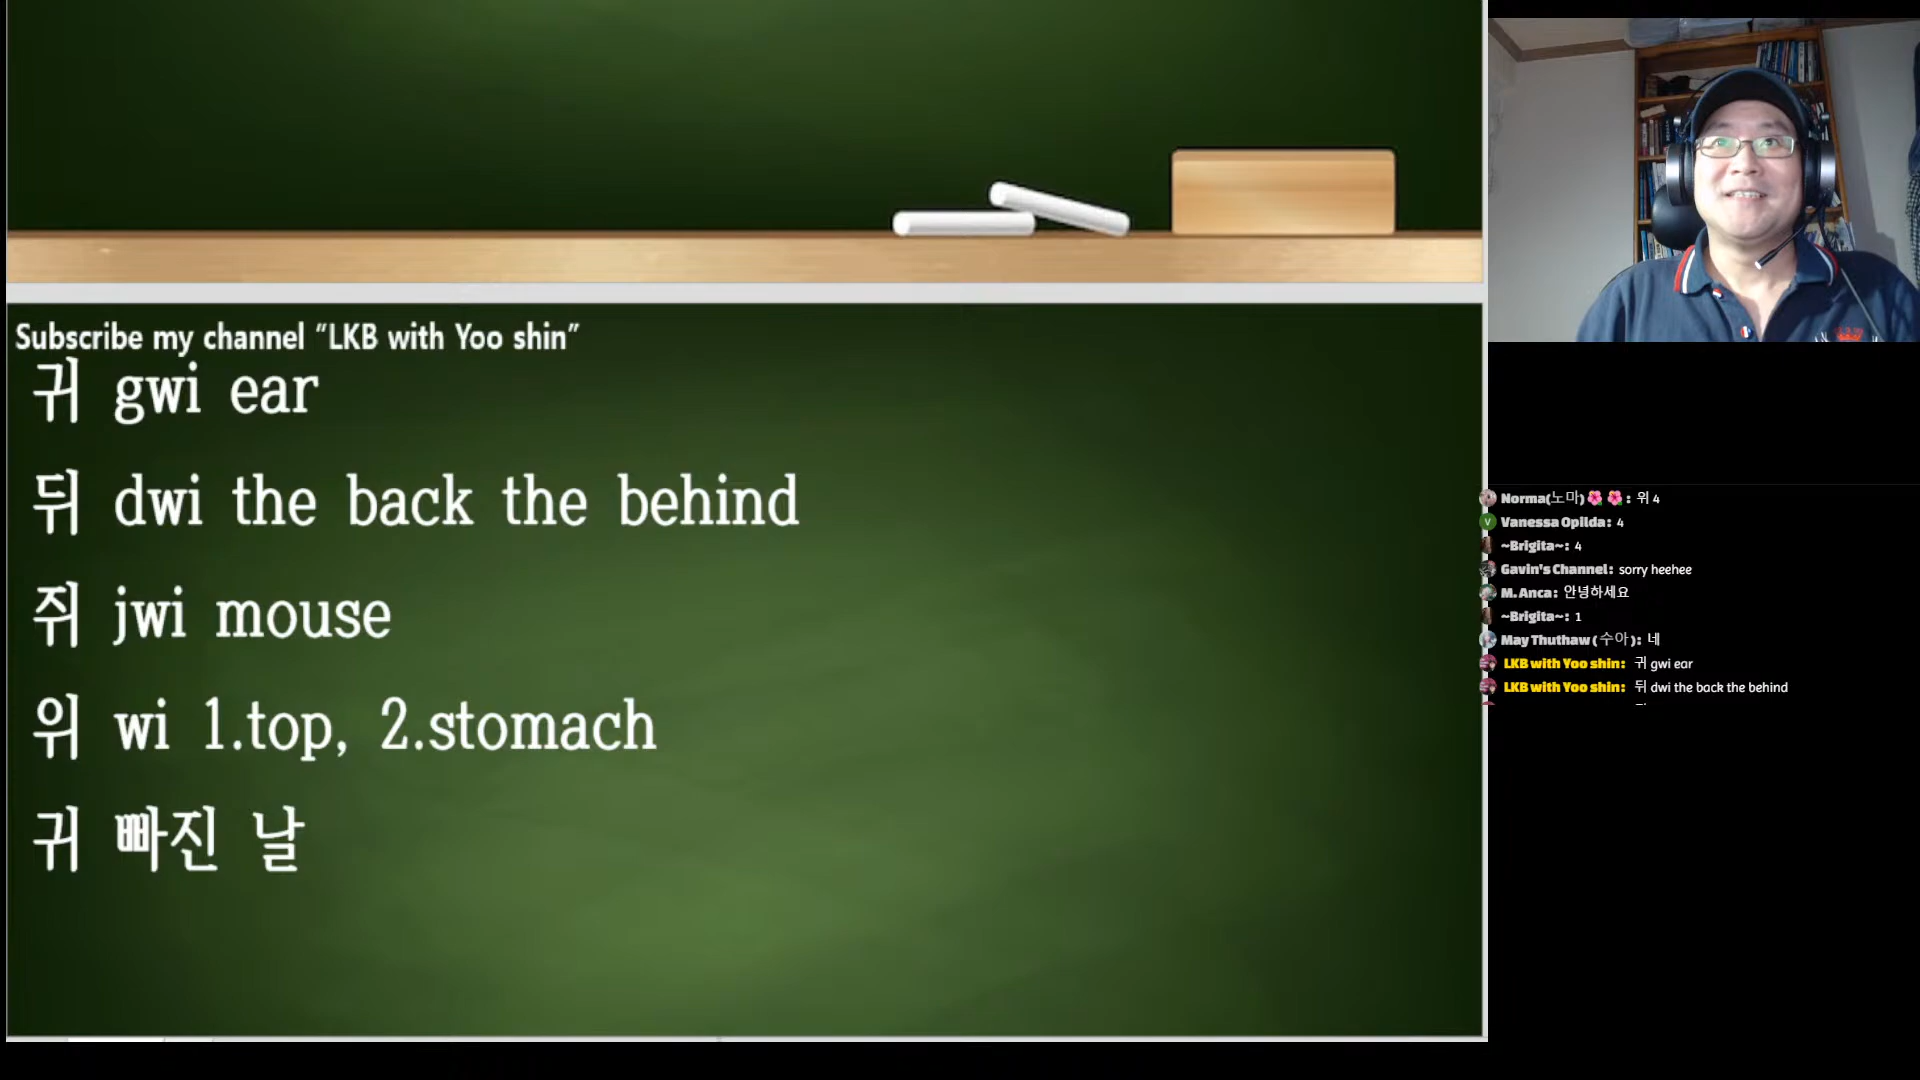 Subscribe my channel “LKB with Yoo shin”
귀 gwi ear
뒤 dwi the back the behind
쥐 jwi mouse
위 wi 1.top, 2.stomach
귀 빠진 날
Norma(노마)🌺 🌺 : 위 4
Vanessa Opilda: 4
~Brigita~: 4
Gavin's Channel: sorry heehee
M. Anca: 안녕하세요
~Brigita~: 1
May Thuthaw ( 수아 ): 네
LKB with Yoo shin: 귀 gwi ear
LKB with Yoo shin: 뒤 dwi the back the behind